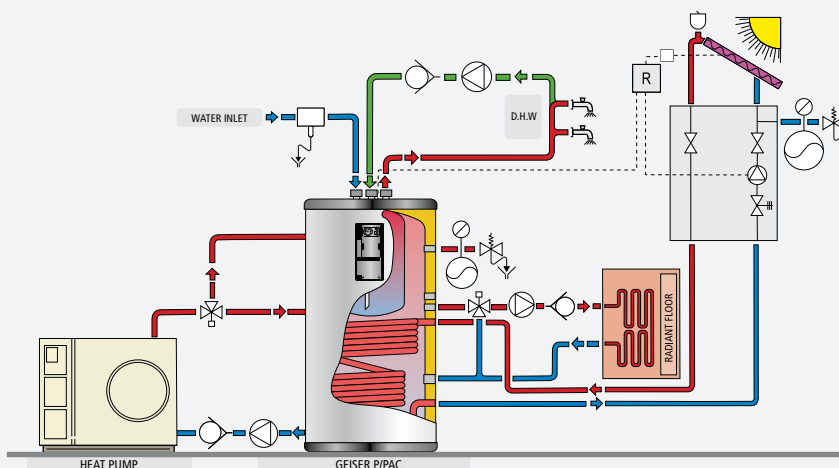 R
WATER INLET
D.H.W
RADIANT FLOOR
HEAT PUMP
GEISER P/PAC